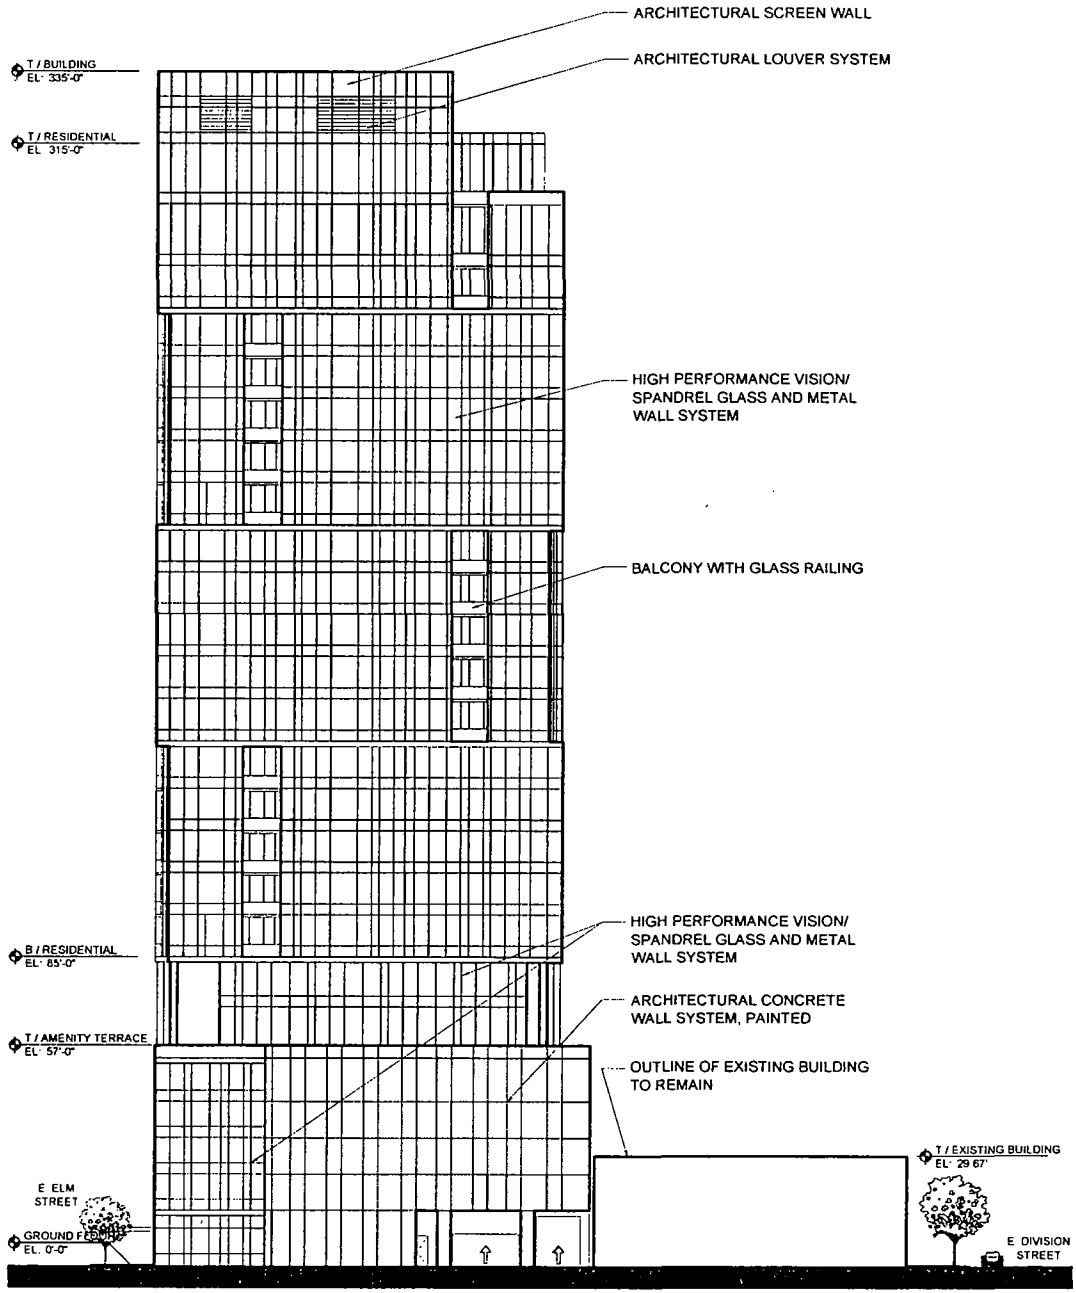 ARCHITECTURAL SCREEN WALL
ARCHITECTURAL LOUVER SYSTEM
T / BUILDING
EL· 335'-0"
T / RESIDENTIAL
EL 315'-0"
HIGH PERFORMANCE VISION/
SPANDREL GLASS AND METAL
WALL SYSTEM
BALCONY WITH GLASS RAILING
HIGH PERFORMANCE VISION/
SPANDREL GLASS AND METAL
WALL SYSTEM
B / RESIDENTIAL
EL· 85'-0"
ARCHITECTURAL CONCRETE
WALL SYSTEM, PAINTED
T / AMENITY TERRACE
EL· 57'-0"
OUTLINE OF EXISTING BUILDING
TO REMAIN
T / EXISTING BUILDING
EL· 29 67'
E ELM
STREET
GROUND FLOOR
EL. 0'-0"
E DIVISION
STREET